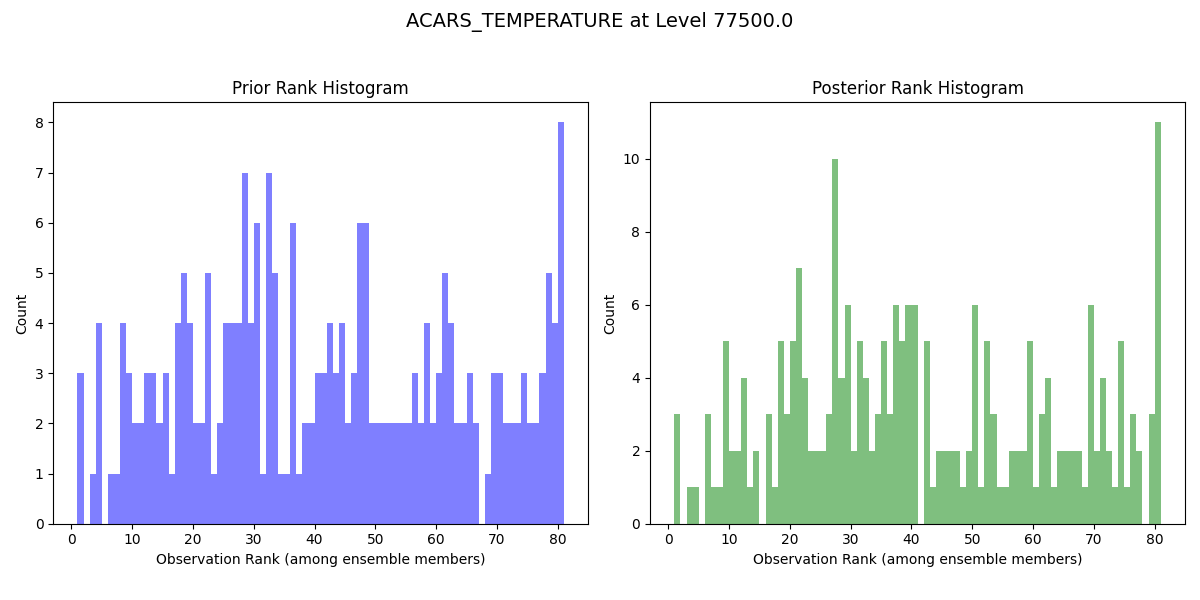 ACARS_TEMPERATURE at Level 77500.0
Prior Rank Histogram
Count
8
7
6
5
4
3
2
1
0
0 10 20 30 40 50 60 70 80
Observation Rank (among ensemble members)
Posterior Rank Histogram
Count
10
8
6
4
2
0
0 10 20 30 40 50 60 70 80
Observation Rank (among ensemble members)